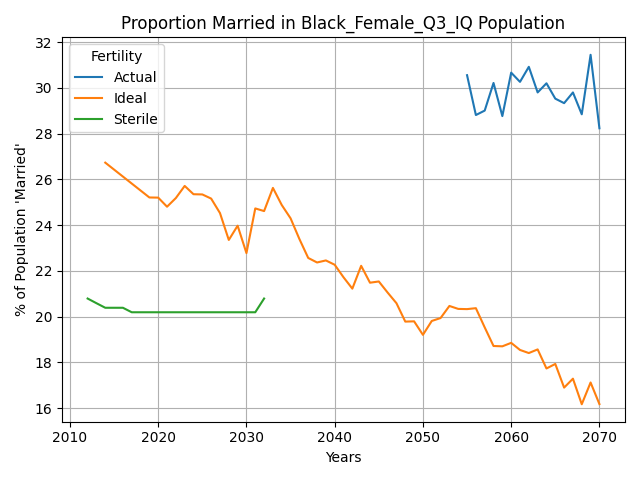 Proportion Married in Black_Female_Q3_IQ Population
% of Population 'Married'
32
30
28
26
24
22
20
18
16
Fertility
Actual
Ideal
Sterile
2010 2020 2030 2040 2050 2060 2070
Years